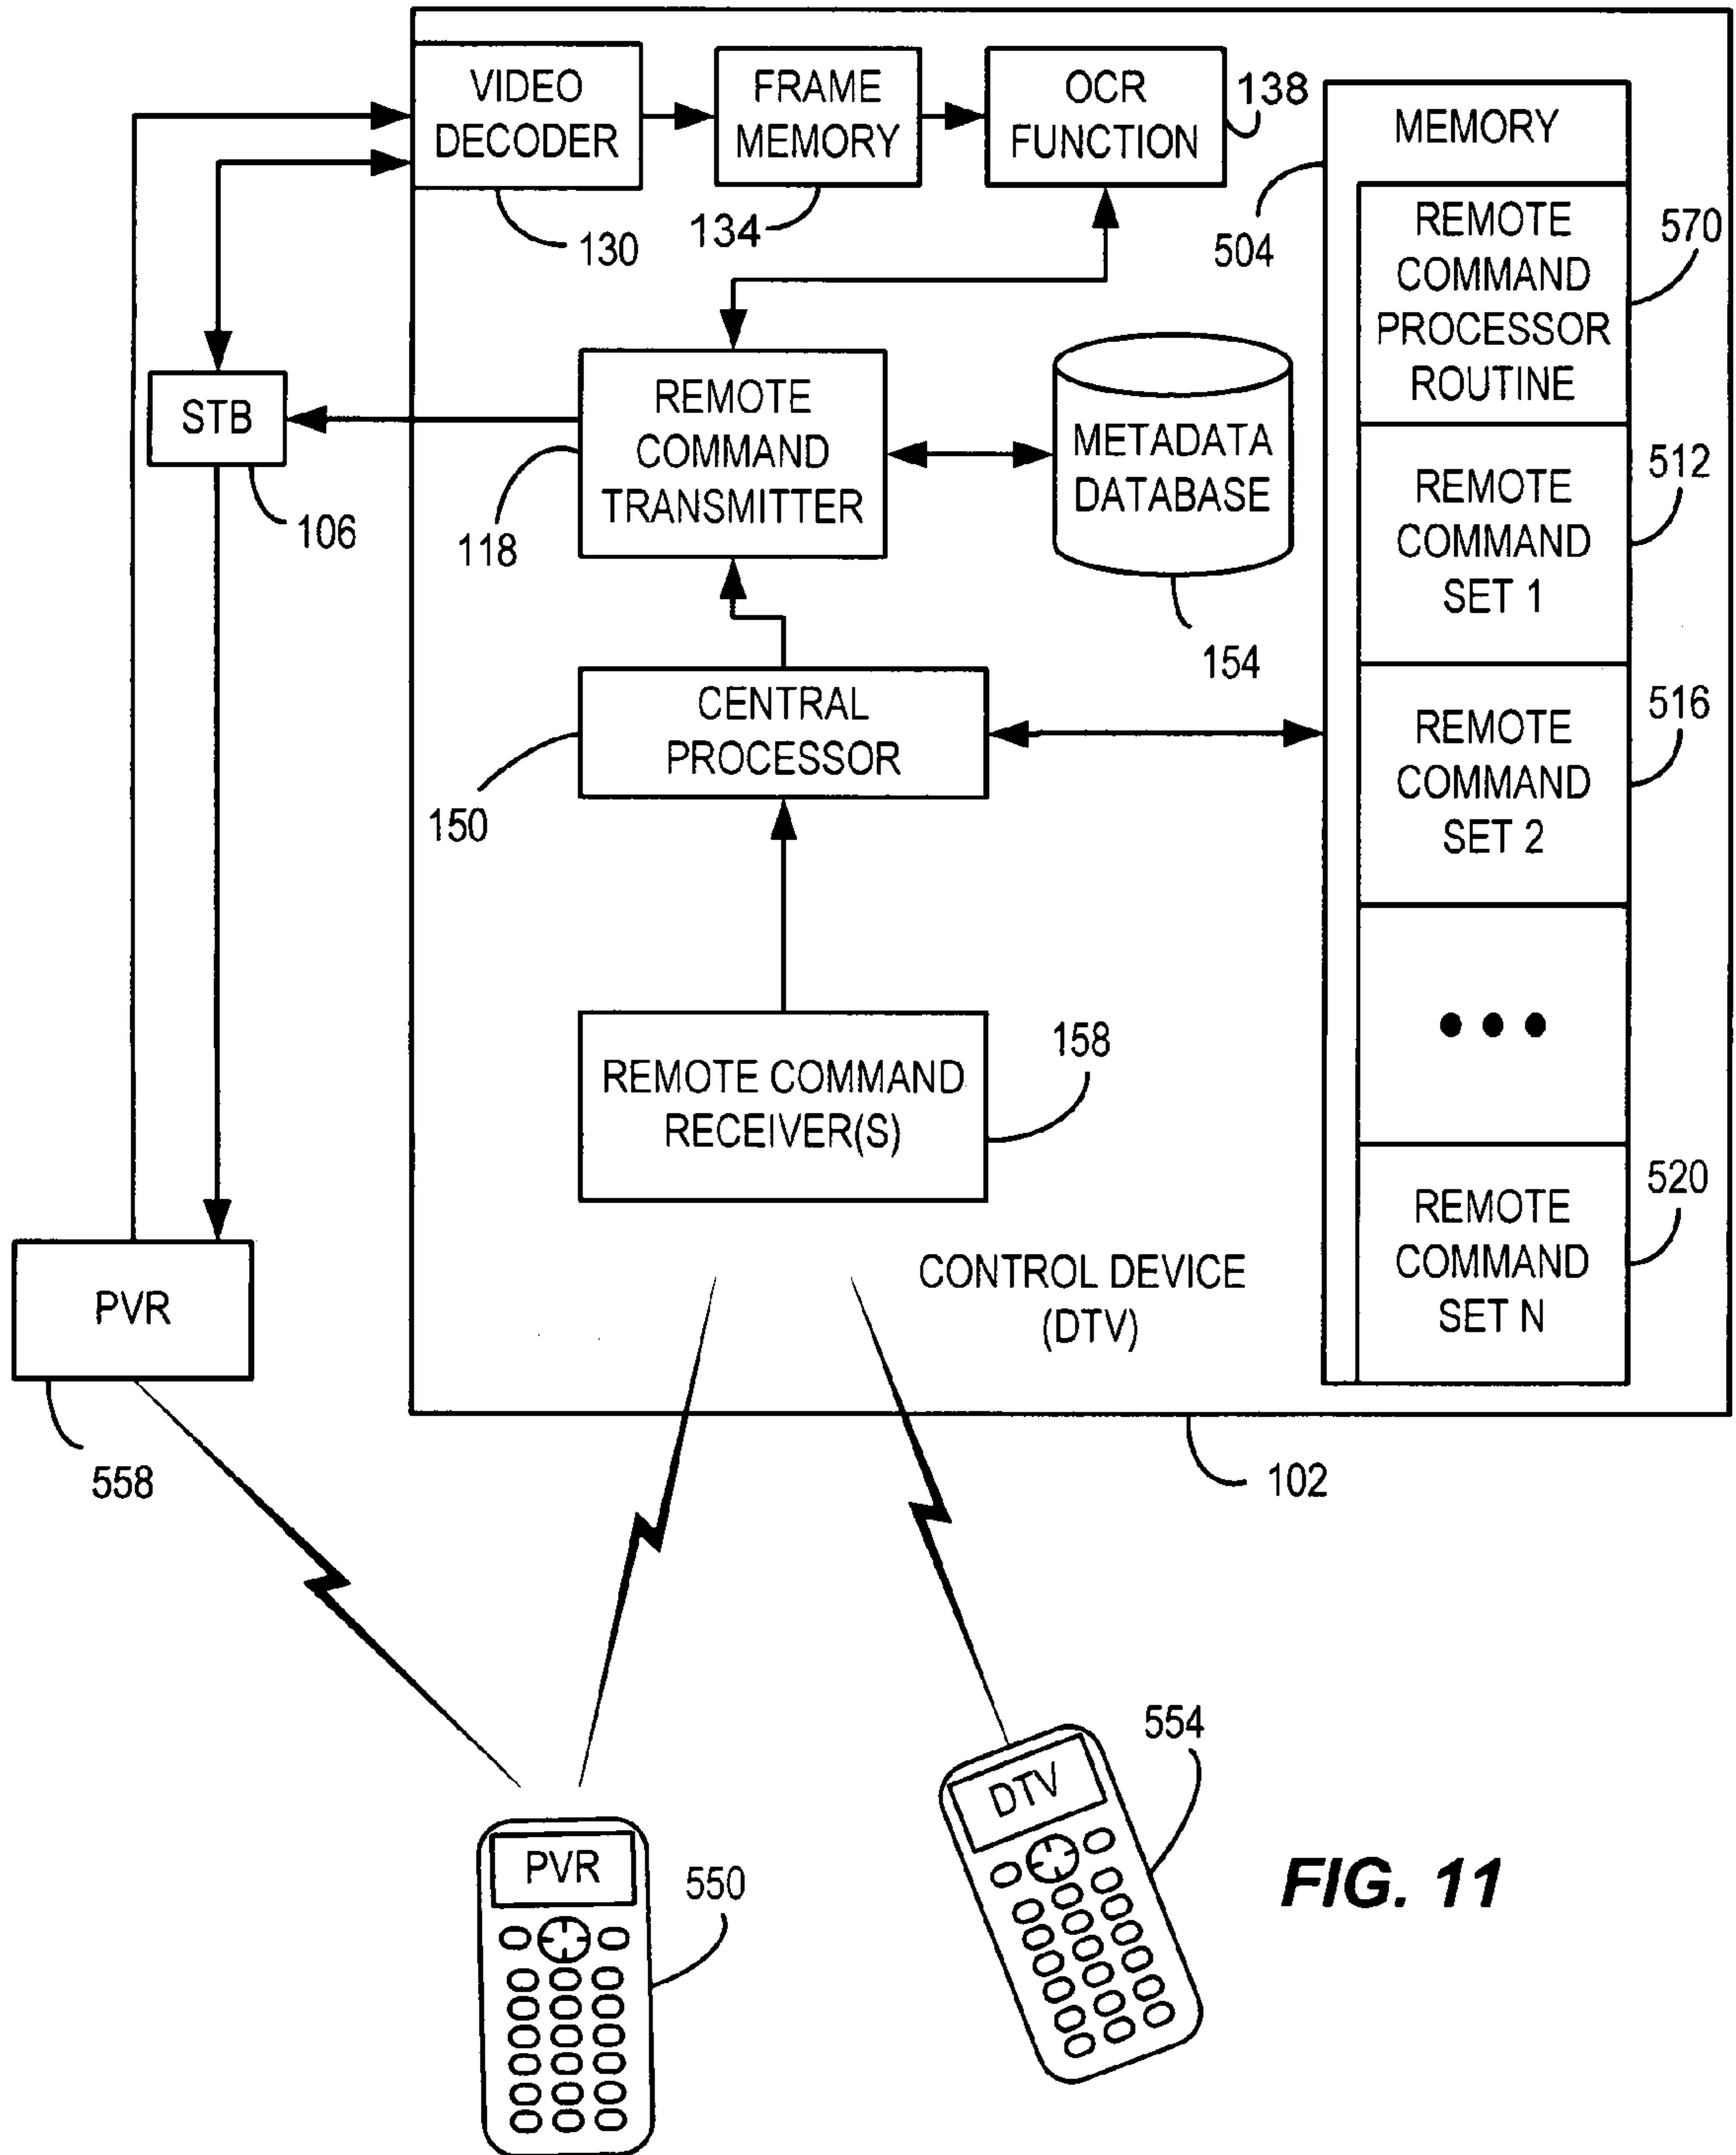 VIDEO
DECODER
FRAME
MEMORY
OCR
FUNCTION
138
MEMORY
130
134
504
REMOTE
COMMAND
PROCESSOR
ROUTINE
570
STB
106
REMOTE
COMMAND
TRANSMITTER
118
METADATA
DATABASE
154
REMOTE
COMMAND
SET 1
512
CENTRAL
PROCESSOR
150
REMOTE
COMMAND
SET 2
516
REMOTE COMMAND
RECEIVER(S)
158
•••
REMOTE
COMMAND
SET N
520
CONTROL DEVICE
(DTV)
102
PVR
558
PVR
550
DTV
554
FIG. 11